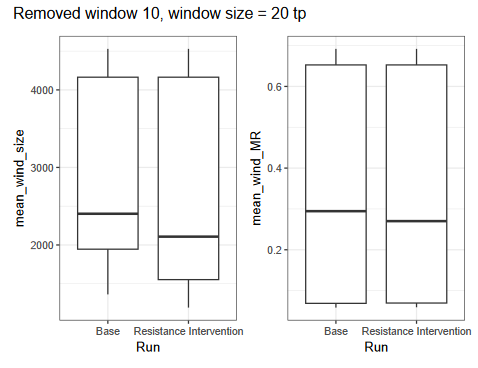 Removed window 10, window size = 20 tp
mean_wind_size
4000
3000
2000
Base
Resistance Intervention
Run
mean_wind_MR
0.6
0.4
0.2
Base
Resistance Intervention
Run